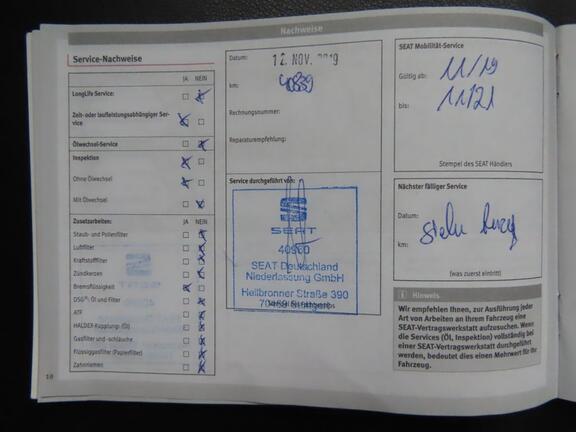 Nachweise
Service-Nachweise
JA NEIN
LongLife Service:
Zeit- oder laufleistungsabhängiger Ser-
vice
Ölwechsel-Service
Inspektion
Ohne Ölwechsel
Mit Ölwechsel
Zusatzarbeiten: JA NEIN
Staub- und Pollenfilter
Luftfilter
Kraftstofffilter
Zündkerzen
Bremsflüssigkeit
DSG®: Öl und Filter
ATF
HALDEX-Kupplung: (Öl)
Gasfilter und -schläuche
Flüssiggasfilter (Papierfilter)
Zahnriemen
18
Datum: 12. NOV. 2019
km:
Rechnungsnummer:
Reparaturempfehlung:
Service durchgeführt von:
SEAT
40960
SEAT Deutschland
Niederlassung GmbH
Heilbronner Straße 390
SEAT Mobilität-Service
Gültig ab: 11/19
bis: 11/21
Stempel des SEAT Händlers
Nächster fälliger Service
Datum:
km:
(was zuerst eintritt)
Hinweis
Wir empfehlen Ihnen, zur Ausführung jeder
Art von Arbeiten an Ihrem Fahrzeug eine
SEAT-Vertragswerkstatt aufzusuchen. Wenn
die Services (Öl, Inspektion) vollständig bei
einer SEAT-Vertragswerkstatt durchgeführt
werden, bedeutet dies einen Mehrwert für Ihr
Fahrzeug.